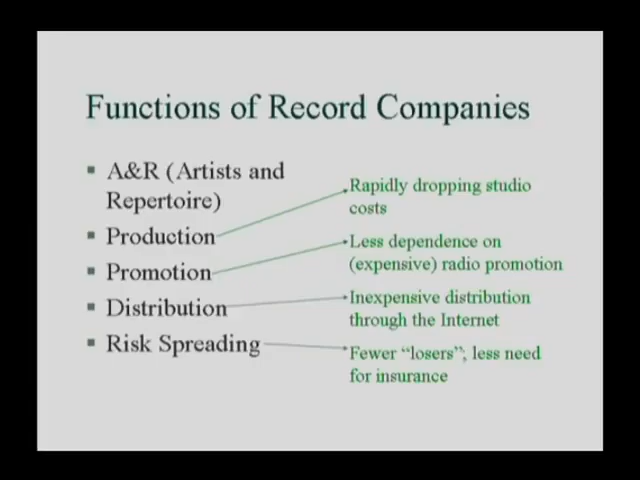 Functions of Record Companies
A&R (Artists and
Repertoire)
Production
Promotion
Distribution
Risk Spreading
Rapidly dropping studio
costs
Less dependence on
(expensive) radio promotion
Inexpensive distribution
through the Internet
Fewer “losers”; less need
for insurance